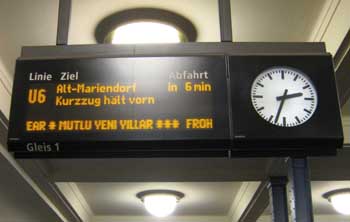 Linie Ziel Abfahrt
U6 Alt-Mariendorf in 6 min
Kurzzug hält vorn
EAR * MUTLU YENI YILLAR *** FROH
Gleis 1